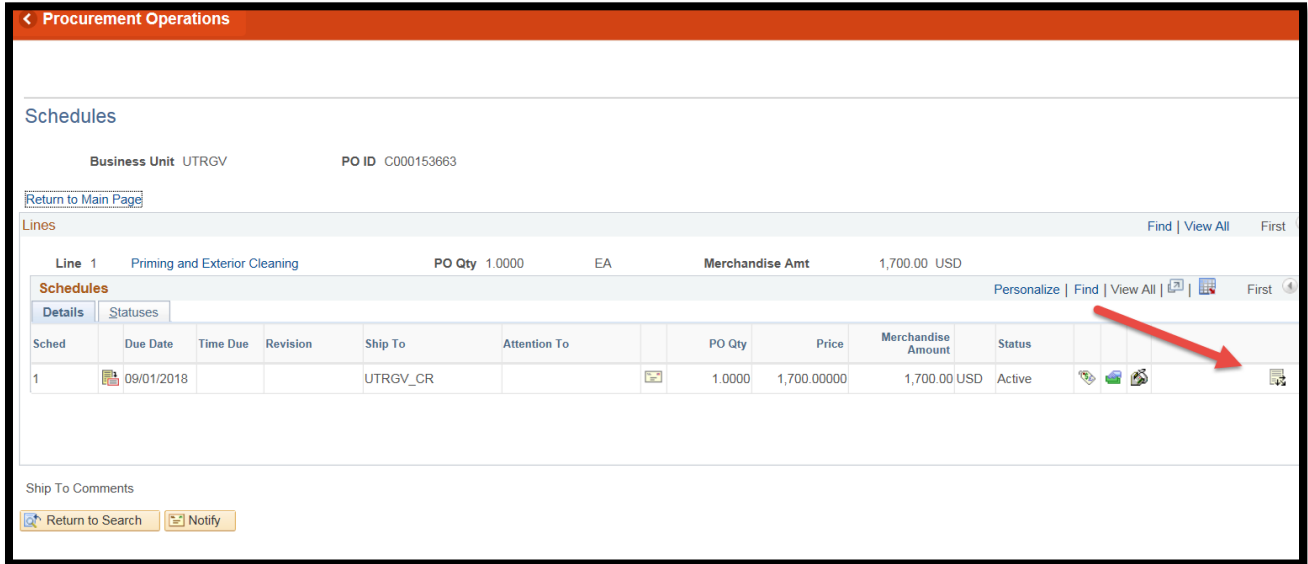 Procurement Operations
Schedules
Business Unit UTRGV PO ID C000153663
Return to Main Page
Lines Find | View All First
Line 1 Priming and Exterior Cleaning PO Qty 1.0000 EA Merchandise Amt 1,700.00 USD
Schedules Personalize | Find | View All | | First
Details Statuses
Sched Due Date Time Due Revision Ship To Attention To PO Qty Price Merchandise Amount Status
1 09/01/2018 UTRGV_CR 1.0000 1,700.00000 1,700.00 USD Active
Ship To Comments
Return to Search Notify